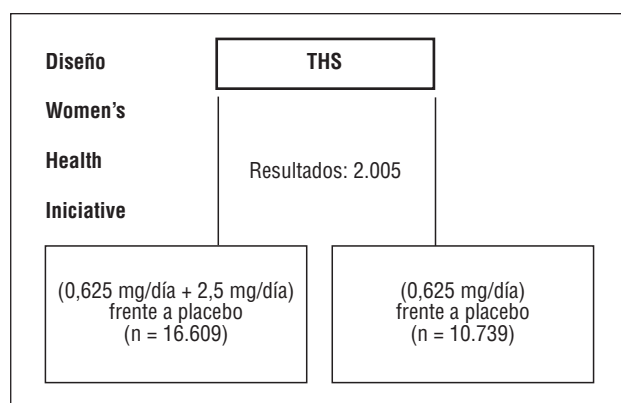 Diseño
Women's
Health
Iniciative
THS
Resultados: 2.005
(0,625 mg/día + 2,5 mg/día)
frente a placebo
(n = 16.609)
(0,625 mg/día)
frente a placebo
(n = 10.739)